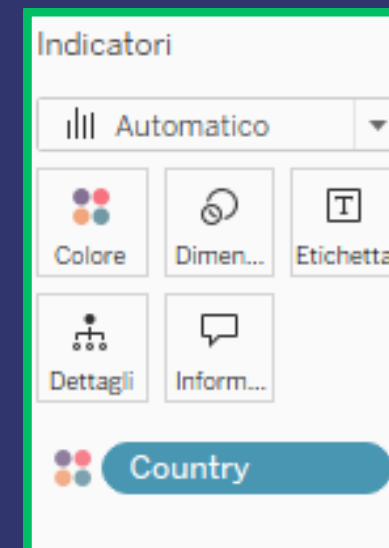 Indicatori
Automatico
Colore Dimen... Etichetta
Dettagli Inform...
Country